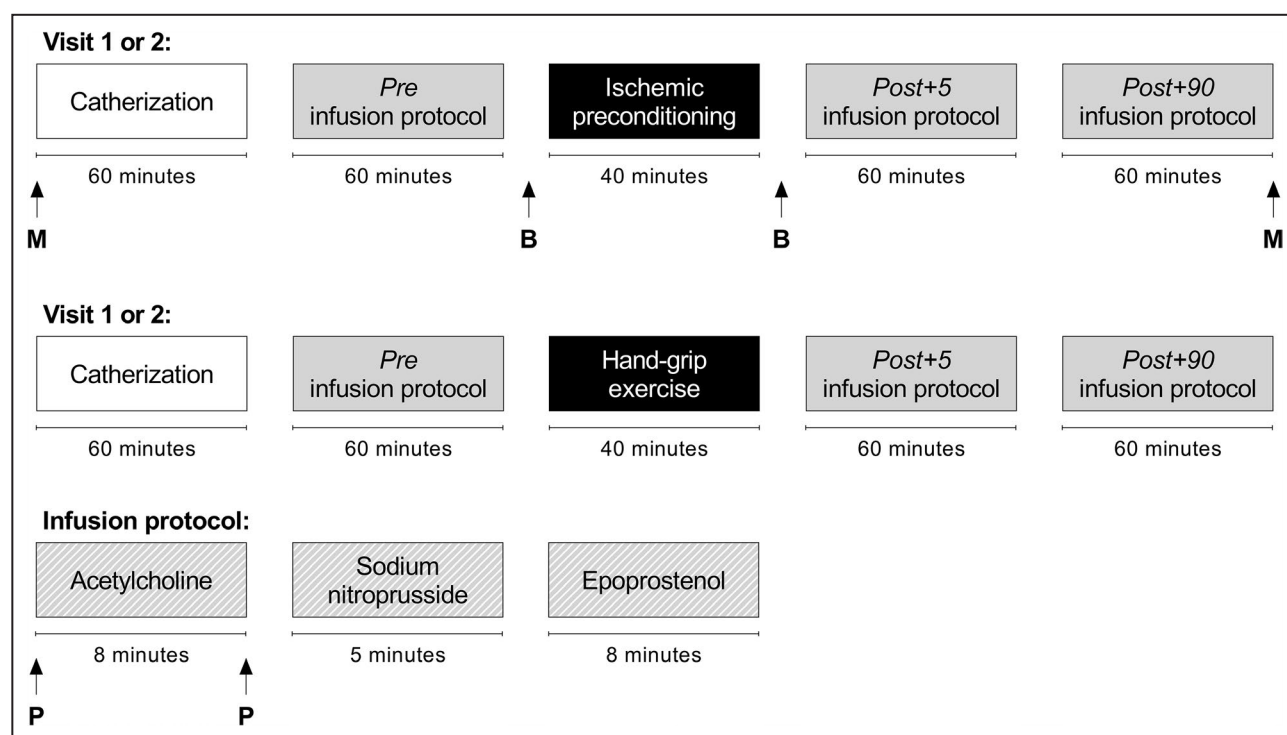 Visit 1 or 2:
Catherization
Pre
infusion protocol
Ischemic
preconditioning
Post+5
infusion protocol
Post+90
infusion protocol
60 minutes
60 minutes
40 minutes
60 minutes
60 minutes
M
B
B
M
Visit 1 or 2:
Catherization
Pre
infusion protocol
Hand-grip
exercise
Post+5
infusion protocol
Post+90
infusion protocol
60 minutes
60 minutes
40 minutes
60 minutes
60 minutes
Infusion protocol:
Acetylcholine
Sodium
nitroprusside
Epoprostenol
8 minutes
5 minutes
8 minutes
P
P